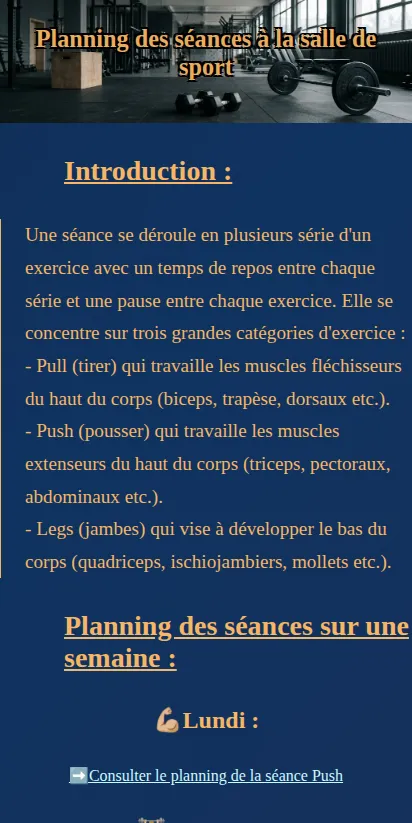 Planning des séances à la salle de
sport
Introduction :
Une séance se déroule en plusieurs série d'un
exercice avec un temps de repos entre chaque
série et une pause entre chaque exercice. Elle se
concentre sur trois grandes catégories d'exercice :
- Pull (tirer) qui travaille les muscles fléchisseurs
du haut du corps (biceps, trapèse, dorsaux etc.).
- Push (pousser) qui travaille les muscles
extenseurs du haut du corps (triceps, pectoraux,
abdominaux etc.).
- Legs (jambes) qui vise à développer le bas du
corps (quadriceps, ischiojambiers, mollets etc.).
Planning des séances sur une
semaine :
💪🏼Lundi :
➡️Consulter le planning de la séance Push